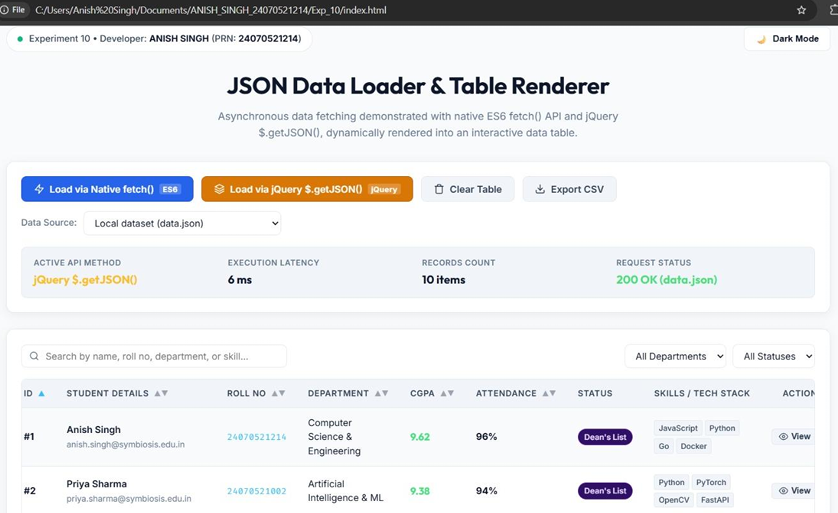 File C:/Users/Anish%20Singh/Documents/ANISH_SINGH_24070521214/Exp_10/index.html
Experiment 10 • Developer: ANISH SINGH (PRN: 24070521214)
Dark Mode
JSON Data Loader & Table Renderer
Asynchronous data fetching demonstrated with native ES6 fetch() API and jQuery
$.getJSON(), dynamically rendered into an interactive data table.
Load via Native fetch() ES6
Load via jQuery $.getJSON() jQuery
Clear Table
Export CSV
Data Source: Local dataset (data.json)
ACTIVE API METHOD EXECUTION LATENCY RECORDS COUNT REQUEST STATUS
jQuery $.getJSON() 6 ms 10 items 200 OK (data.json)
Search by name, roll no, department, or skill...
All Departments
All Statuses
ID ▲ STUDENT DETAILS ▲▼ ROLL NO ▲▼ DEPARTMENT ▲▼ CGPA ▲▼ ATTENDANCE ▲▼ STATUS SKILLS / TECH STACK ACTION
#1
Anish Singh
anish.singh@symbiosis.edu.in
24070521214
Computer
Science &
Engineering
9.62
96%
Dean's List
JavaScript Python
Go Docker
View
#2
Priya Sharma
priya.sharma@symbiosis.edu.in
24070521002
Artificial
Intelligence & ML
9.38
94%
Dean's List
Python PyTorch
OpenCV FastAPI
View